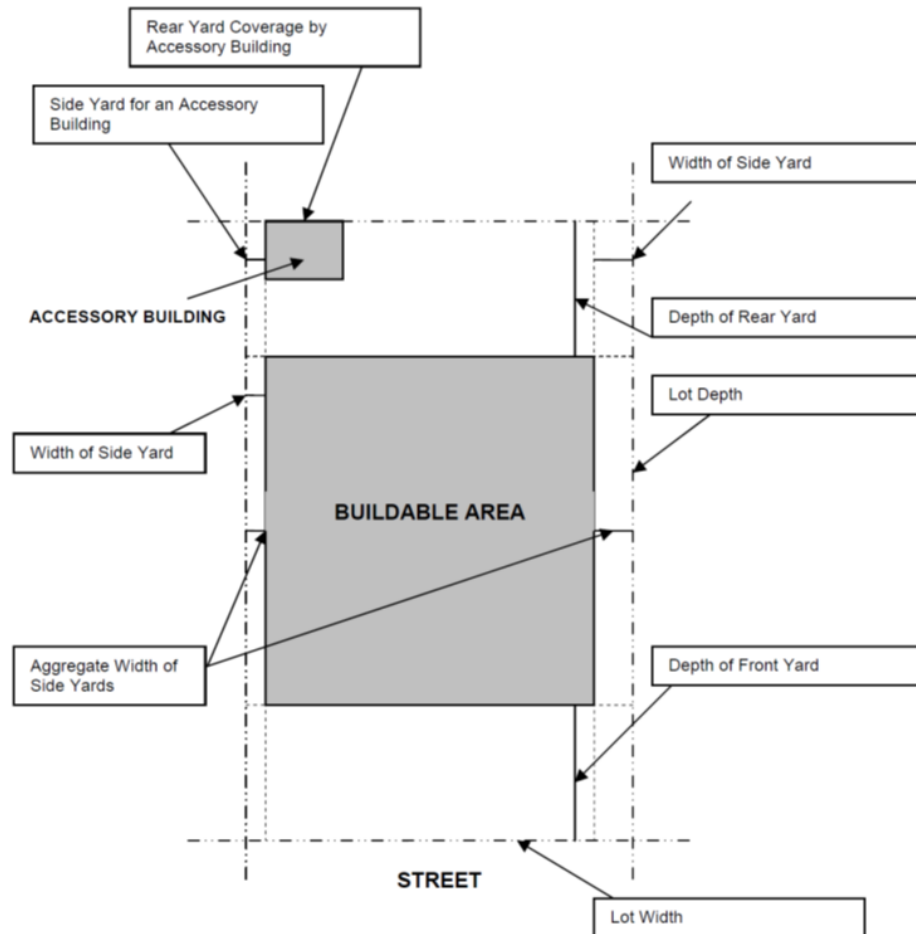 Rear Yard Coverage by
Accessory Building
Side Yard for an Accessory
Building
Width of Side Yard
ACCESSORY BUILDING
Depth of Rear Yard
Lot Depth
Width of Side Yard
BUILDABLE AREA
Aggregate Width of
Side Yards
Depth of Front Yard
STREET
Lot Width